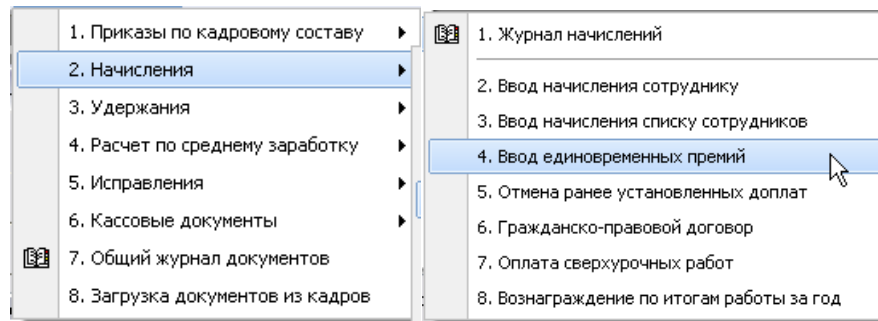 1. Приказы по кадровому составу
2. Начисления
3. Удержания
4. Расчет по среднему заработку
5. Исправления
6. Кассовые документы
7. Общий журнал документов
8. Загрузка документов из кадров
1. Журнал начислений
2. Ввод начисления сотруднику
3. Ввод начисления списку сотрудников
4. Ввод единовременных премий
5. Отмена ранее установленных доплат
6. Гражданско-правовой договор
7. Оплата сверхурочных работ
8. Вознаграждение по итогам работы за год